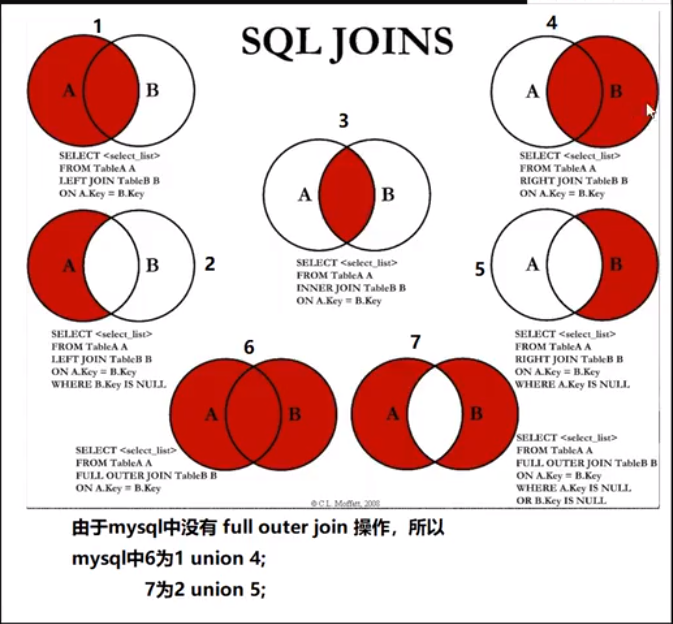 SQL JOINS
1
A B
SELECT <select_list>
FROM TableA A
LEFT JOIN TableB B
ON A.Key = B.Key
4
A B
SELECT <select_list>
FROM TableA A
RIGHT JOIN TableB B
ON A.Key = B.Key
3
A B
SELECT <select_list>
FROM TableA A
INNER JOIN TableB B
ON A.Key = B.Key
A B
2
SELECT <select_list>
FROM TableA A
LEFT JOIN TableB B
ON A.Key = B.Key
WHERE B.Key IS NULL
5
A B
SELECT <select_list>
FROM TableA A
RIGHT JOIN TableB B
ON A.Key = B.Key
WHERE A.Key IS NULL
6
A B
SELECT <select_list>
FROM TableA A
FULL OUTER JOIN TableB B
ON A.Key = B.Key
7
A B
SELECT <select_list>
FROM TableA A
FULL OUTER JOIN TableB B
ON A.Key = B.Key
WHERE A.Key IS NULL
OR B.Key IS NULL
© C.L. Moffatt, 2008
由于mysql中没有 full outer join 操作，所以
mysql中6为1 union 4;
7为2 union 5;